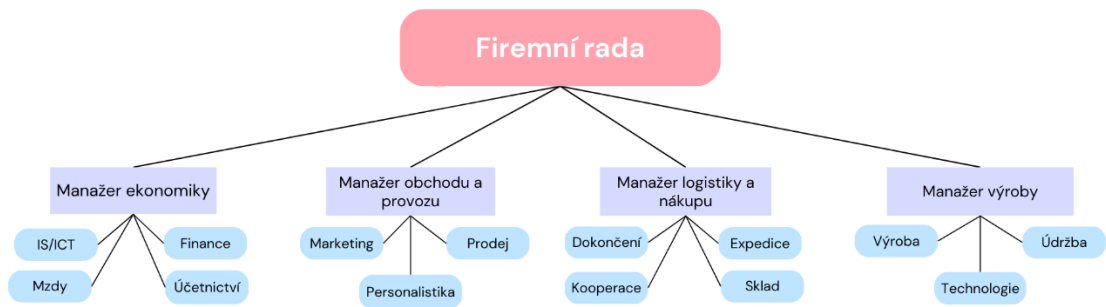 Firemní rada
Manažer ekonomiky
Manažer obchodu a
provozu
Manažer logistiky a
nákupu
Manažer výroby
IS/ICT
Finance
Mzdy
Účetnictví
Marketing
Prodej
Personalistika
Dokončení
Expedice
Kooperace
Sklad
Výroba
Údržba
Technologie